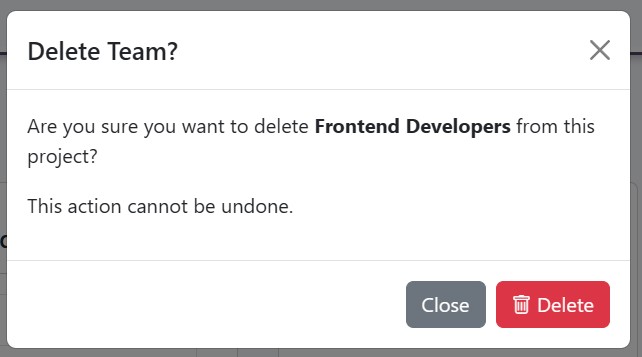 Delete Team?
Are you sure you want to delete Frontend Developers from this
project?
This action cannot be undone.
Close
Delete